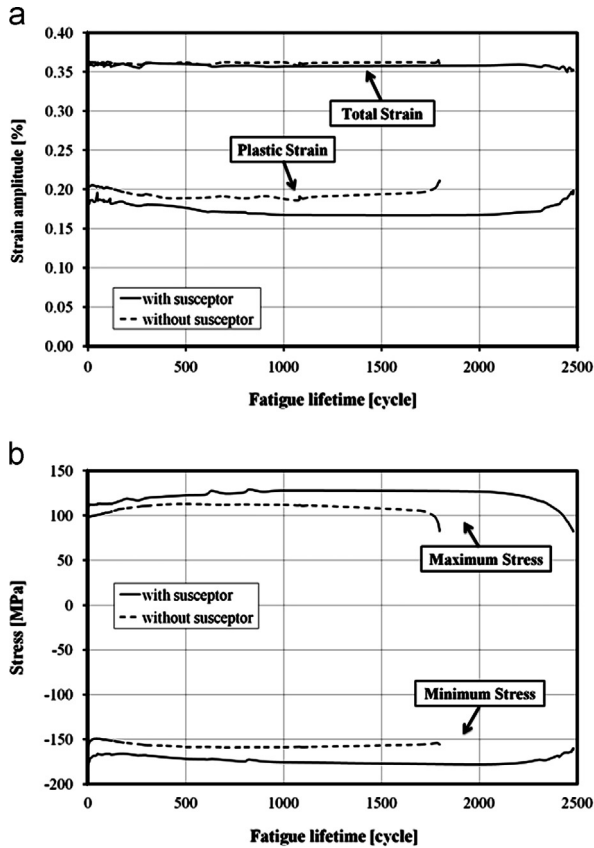 a
0.40
0.35
0.30
0.25
0.20
0.15
0.10
0.05
0.00
Strain amplitude [%]
Total Strain
Plastic Strain
with susceptor
without susceptor
0
500
1000
1500
2000
2500
Fatigue lifetime [cycle]
b
150
100
50
0
-50
-100
-150
-200
Stress [MPa]
Maximum Stress
with susceptor
without susceptor
Minimum Stress
0
500
1000
1500
2000
2500
Fatigue lifetime [cycle]